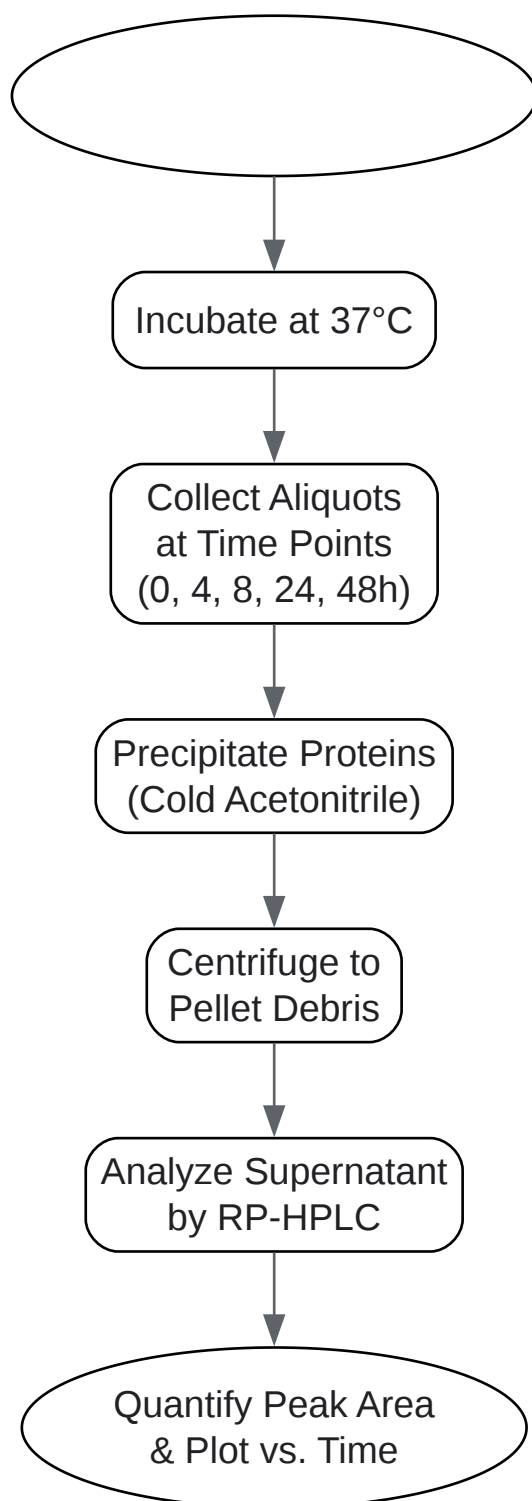 Incubate at 37°C
Collect Aliquots
at Time Points
(0, 4, 8, 24, 48h)
Precipitate Proteins
(Cold Acetonitrile)
Centrifuge to
Pellet Debris
Analyze Supernatant
by RP-HPLC
Quantify Peak Area
& Plot vs. Time